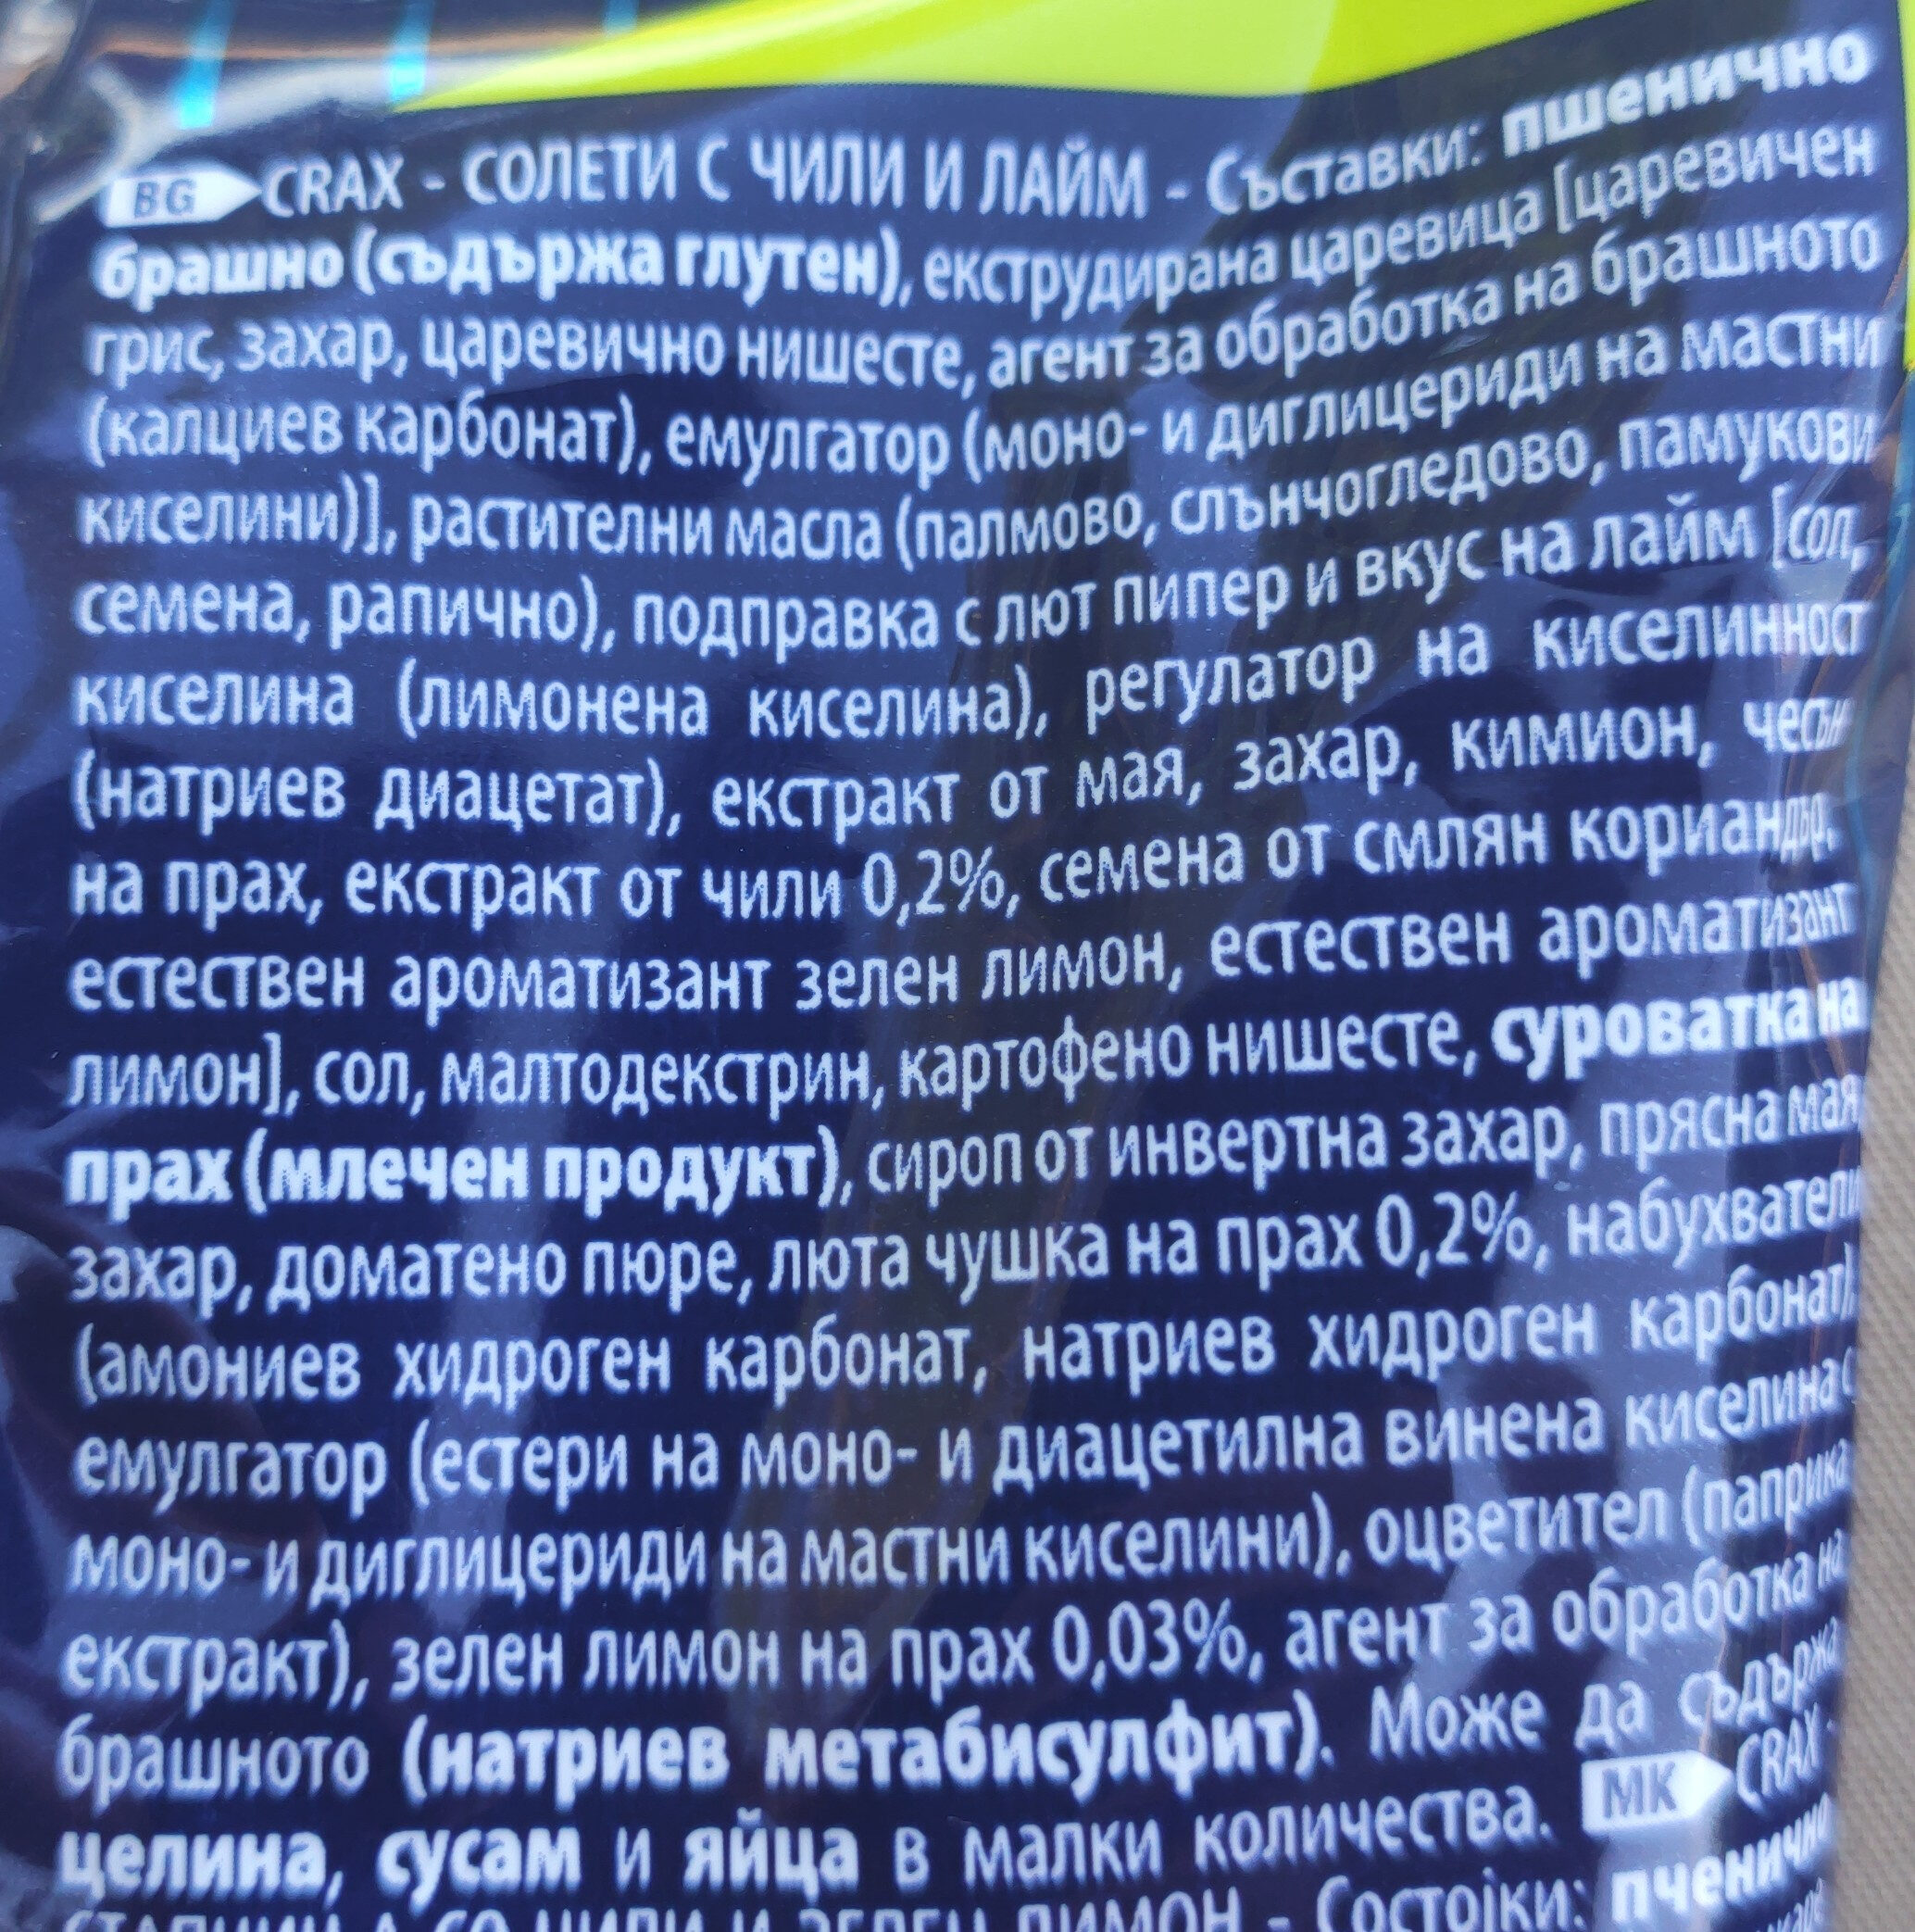 BG CRAX - СОЛЕТИ С ЧИЛИ И ЛАЙМ - Съставки: пшенично
брашно (съдържа глутен), екструдирана царевица [царевичен
грис, захар, царевично нишесте, агент за обработка на брашното
(калциев карбонат), емулгатор (моно- и диглицериди на мастни
киселини)], растителни масла (палмово, слънчогледово, памукови
семена, рапично), подправка с лют пипер и вкус на лайм [сол,
киселина (лимонена киселина), регулатор на киселинност
(натриев диацетат), екстракт от мая, захар, кимион, чесън
на прах, екстракт от чили 0,2%, семена от смлян кориандър,
естествен ароматизант зелен лимон, естествен ароматизант
лимон], сол, малтодекстрин, картофено нишесте, суроватка на
прах (млечен продукт), сироп от инвертна захар, прясна мая
захар, доматено пюре, люта чушка на прах 0,2%, набухватели
(амониев хидроген карбонат, натриев хидроген карбонат),
емулгатор (естери на моно- и диацетилна винена киселина с
моно- и диглицериди на мастни киселини), оцветител (паприка
екстракт), зелен лимон на прах 0,03%, агент за обработка на
брашното (натриев метабисулфит). Може да съдържа
целина, сусам и яйца в малки количества. MK CRAX -
СО ЧИЛИ И ЗЕЛЕН ЛИМОН - Состојки: пченично